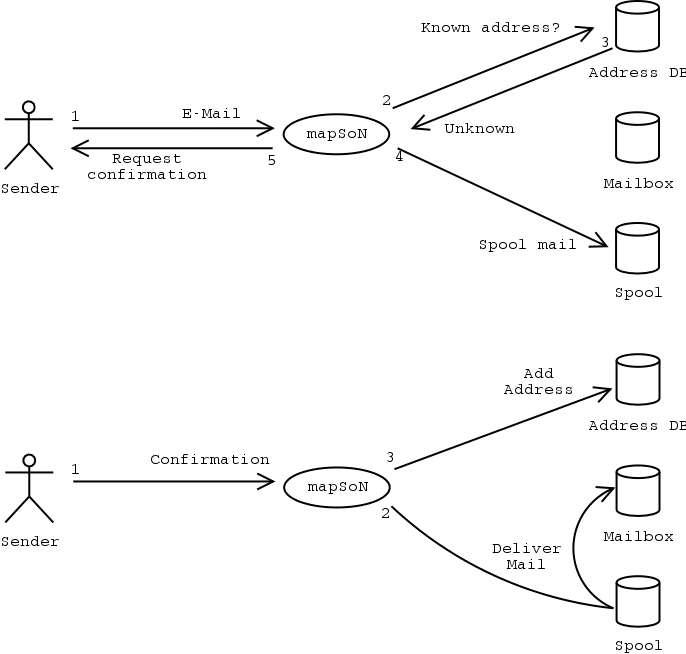 Known address?
3
Address DB
2
1
E-Mail
mapSoN
Unknown
Request
confirmation
5
4
Sender
Mailbox
Spool mail
Spool
Add
Address
Address DB
3
1
Confirmation
mapSoN
2
Sender
Mailbox
Deliver
Mail
Spool